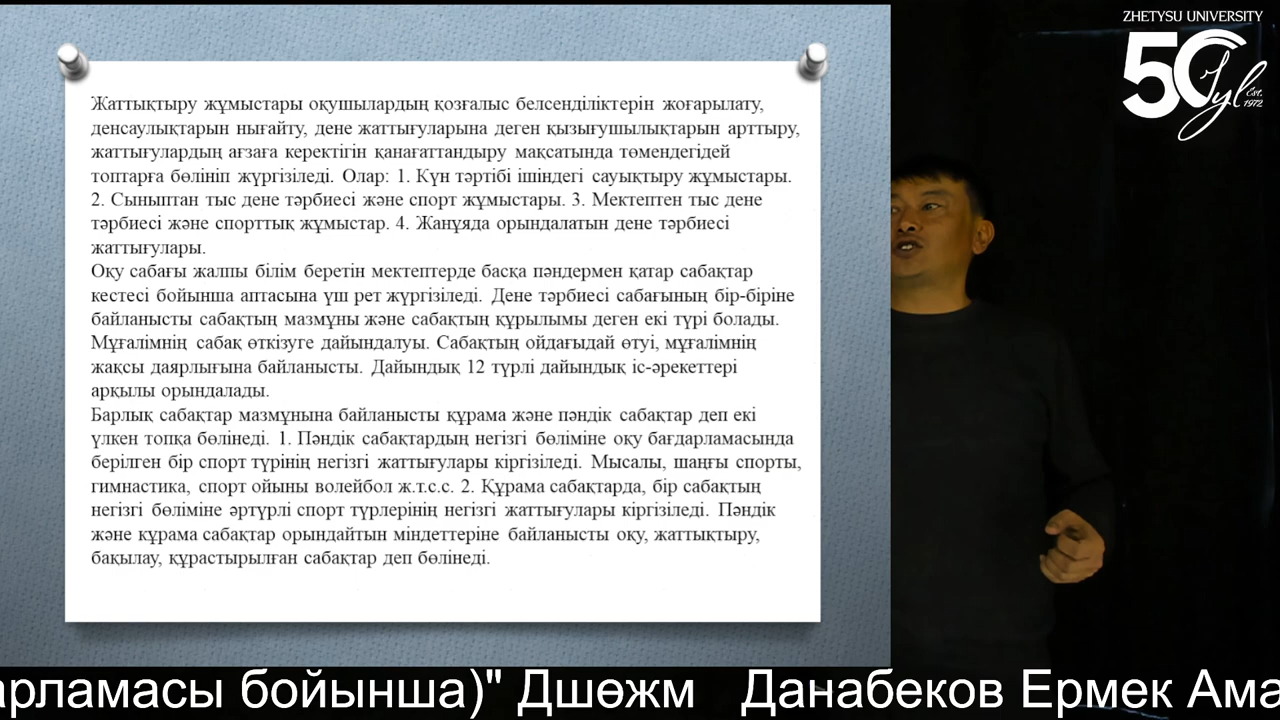 ZHETYSU UNIVERSITY
50
Jyl
Est.
1972
Жаттықтыру жұмыстары оқушылардың қозғалыс белсенділіктерін жоғарылату,
денсаулықтарын нығайту, дене жаттығуларына деген қызығушылықтарын арттыру,
жаттығулардың ағзаға керектігін қанағаттандыру мақсатында төмендегідей
топтарға бөлініп жүргізіледі. Олар: 1. Күн тәртібі ішіндегі сауықтыру жұмыстары.
2. Сыныптан тыс дене тәрбиесі және спорт жұмыстары. 3. Мектептен тыс дене
тәрбиесі және спорттық жұмыстар. 4. Жанұяда орындалатын дене тәрбиесі
жаттығулары.
Оқу сабағы жалпы білім беретін мектептерде басқа пәндермен қатар сабақтар
кестесі бойынша аптасына үш рет жүргізіледі. Дене тәрбиесі сабағының бір-біріне
байланысты сабақтың мазмұны және сабақтың құрылымы деген екі түрі болады.
Мұғалімнің сабақ өткізуге дайындалуы. Сабақтың ойдағыдай өтуі, мұғалімнің
жақсы даярлығына байланысты. Дайындық 12 түрлі дайындық іс-әрекеттері
арқылы орындалады.
Барлық сабақтар мазмұнына байланысты құрама және пәндік сабақтар деп екі
үлкен топқа бөлінеді. 1. Пәндік сабақтардың негізгі бөліміне оқу бағдарламасында
берілген бір спорт түрінің негізгі жаттығулары кіргізіледі. Мысалы, шаңғы спорты,
гимнастика, спорт ойыны волейбол ж.т.с.с. 2. Құрама сабақтарда, бір сабақтың
негізгі бөліміне әртүрлі спорт түрлерінің негізгі жаттығулары кіргізіледі. Пәндік
және құрама сабақтар орындайтын міндеттеріне байланысты оқу, жаттықтыру,
бақылау, құрастырылған сабақтар деп бөлінеді.
арламасы бойынша)" Дшөжм Данабеков Ермек Ама